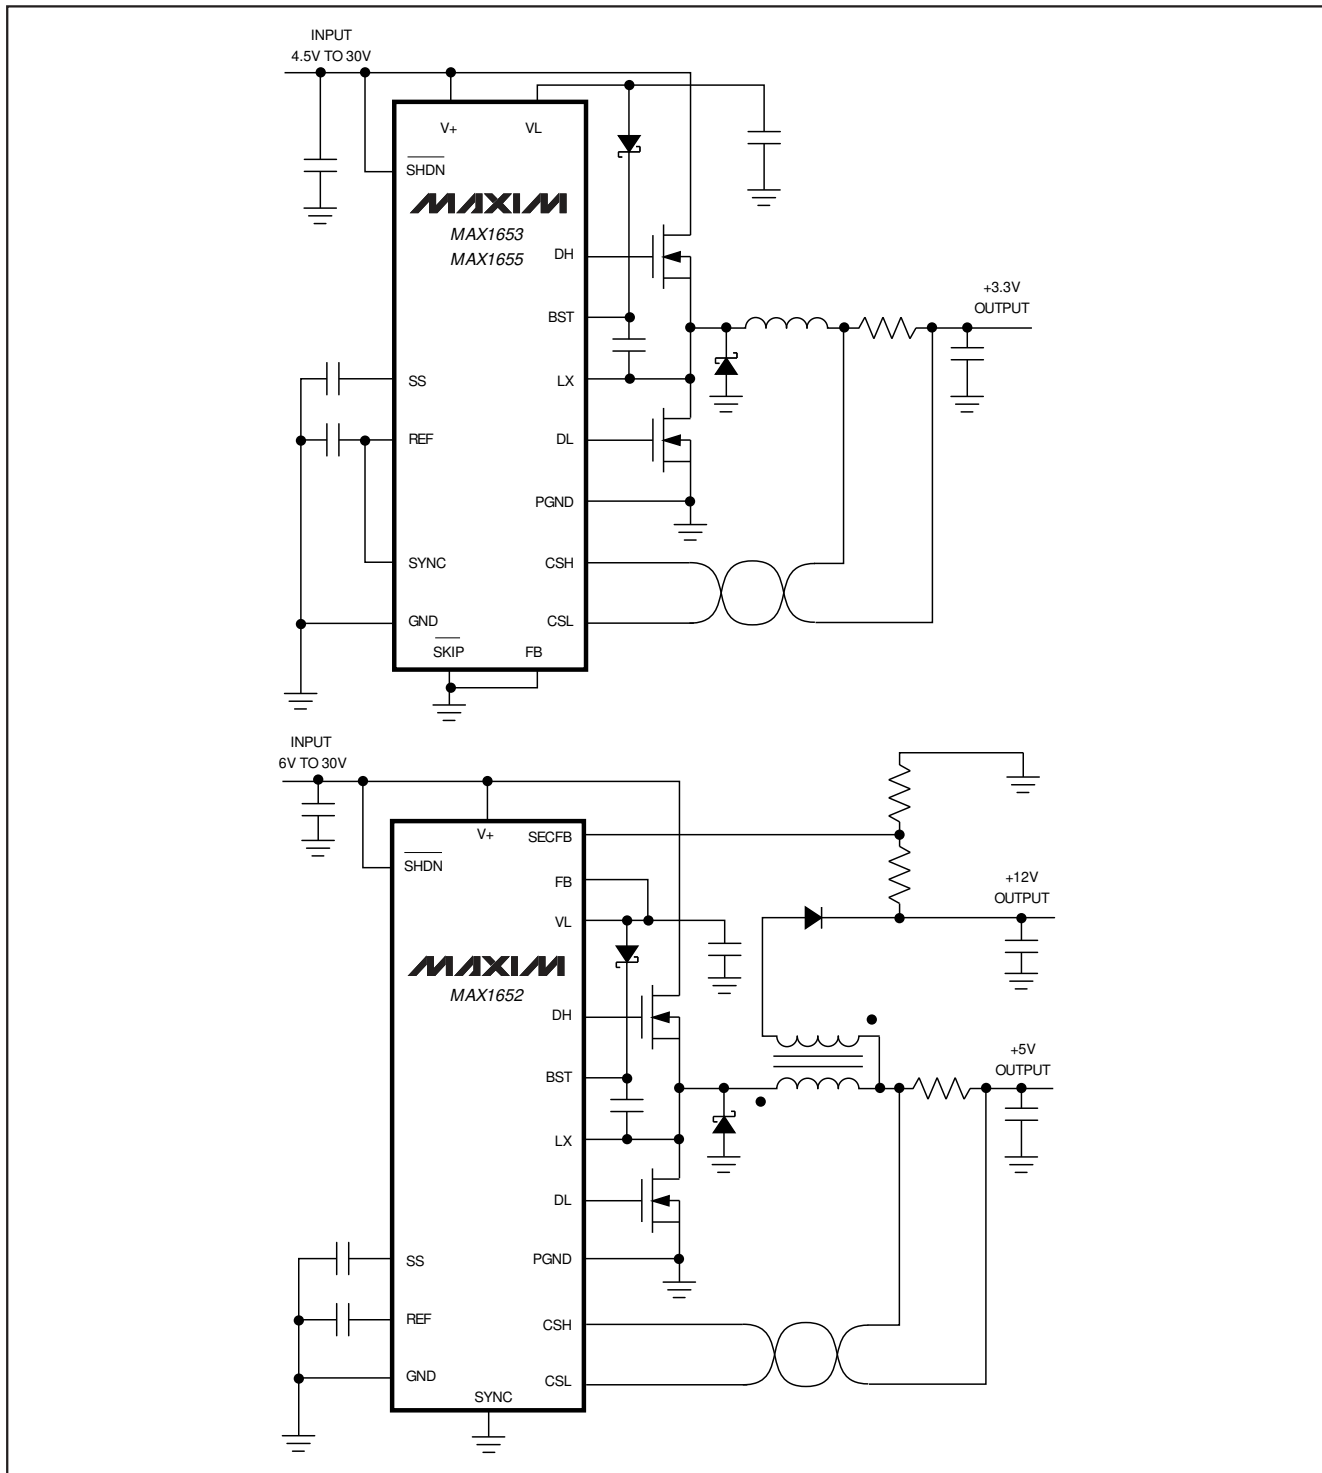 INPUT
4.5V TO 30V
V+
VL
SHDN
MAXIM
MAX1653
MAX1655
DH
BST
+3.3V
OUTPUT
SS
LX
REF
DL
PGND
SYNC
CSH
GND
CSL
SKIP
FB
INPUT
6V TO 30V
V+
SECFB
SHDN
FB
+12V
OUTPUT
VL
MAXIM
MAX1652
DH
BST
+5V
OUTPUT
LX
DL
SS
PGND
REF
CSH
GND
CSL
SYNC